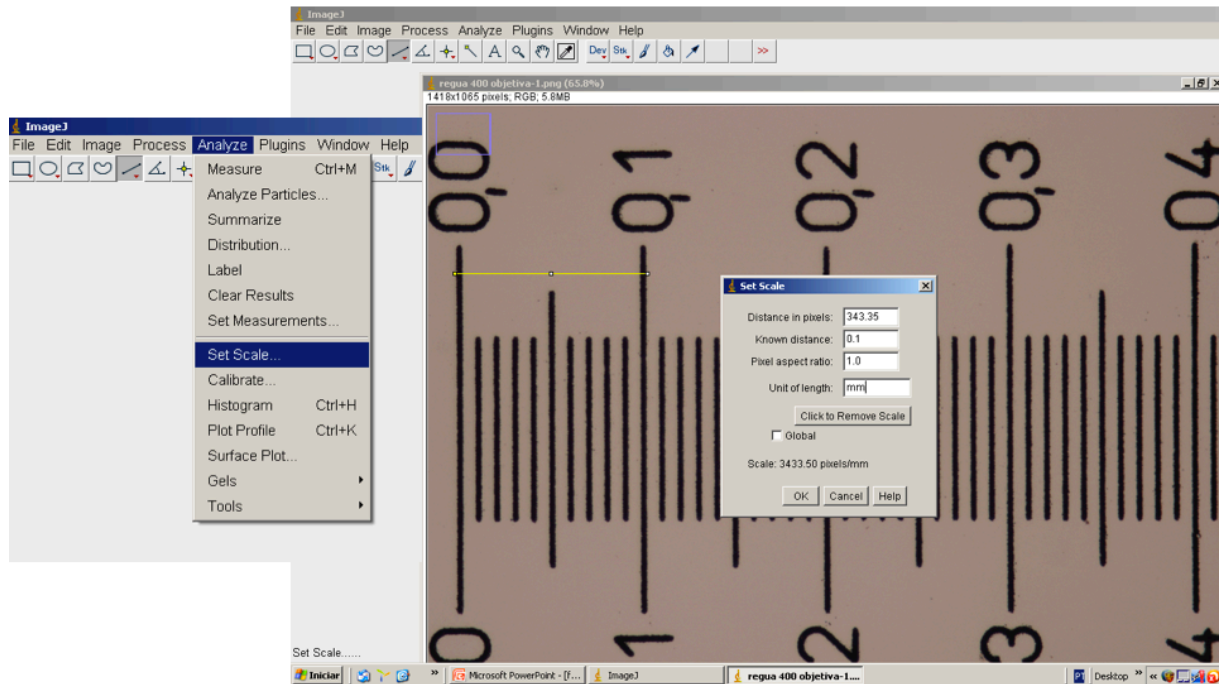 ImageJ
File Edit Image Process Analyze Plugins Window Help
A Dev Stk >>
regua 400 objetiva-1.png (65.8%)
1418x1065 pixels; RGB; 5.8MB
0,0 0,1 0,2 0,3 0,4
ImageJ
File Edit Image Process Analyze Plugins Window Help
Stk
Measure Ctrl+M
Analyze Particles...
Summarize
Distribution...
Label
Clear Results
Set Measurements...
Set Scale...
Calibrate...
Histogram Ctrl+H
Plot Profile Ctrl+K
Surface Plot...
Gels
Tools
Set Scale
Distance in pixels: 343.35
Known distance: 0.1
Pixel aspect ratio: 1.0
Unit of length: mm
Click to Remove Scale
Global
Scale: 3433.50 pixels/mm
OK Cancel Help
0 1 2 3 4
Set Scale......
Iniciar » Microsoft PowerPoint - [f... ImageJ regua 400 objetiva-1.... PT Desktop » «